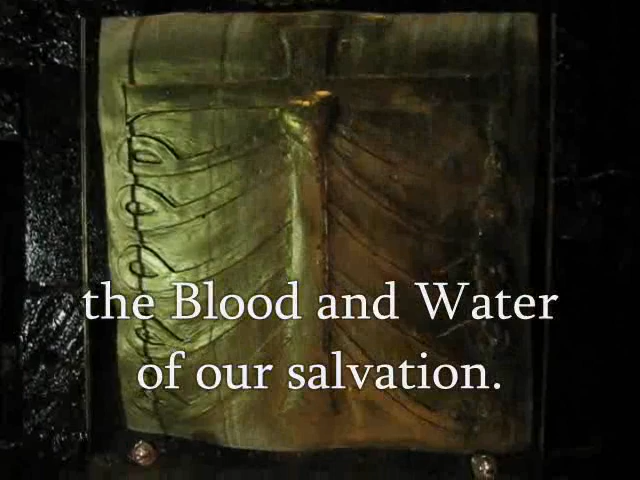 the Blood and Water
of our salvation.